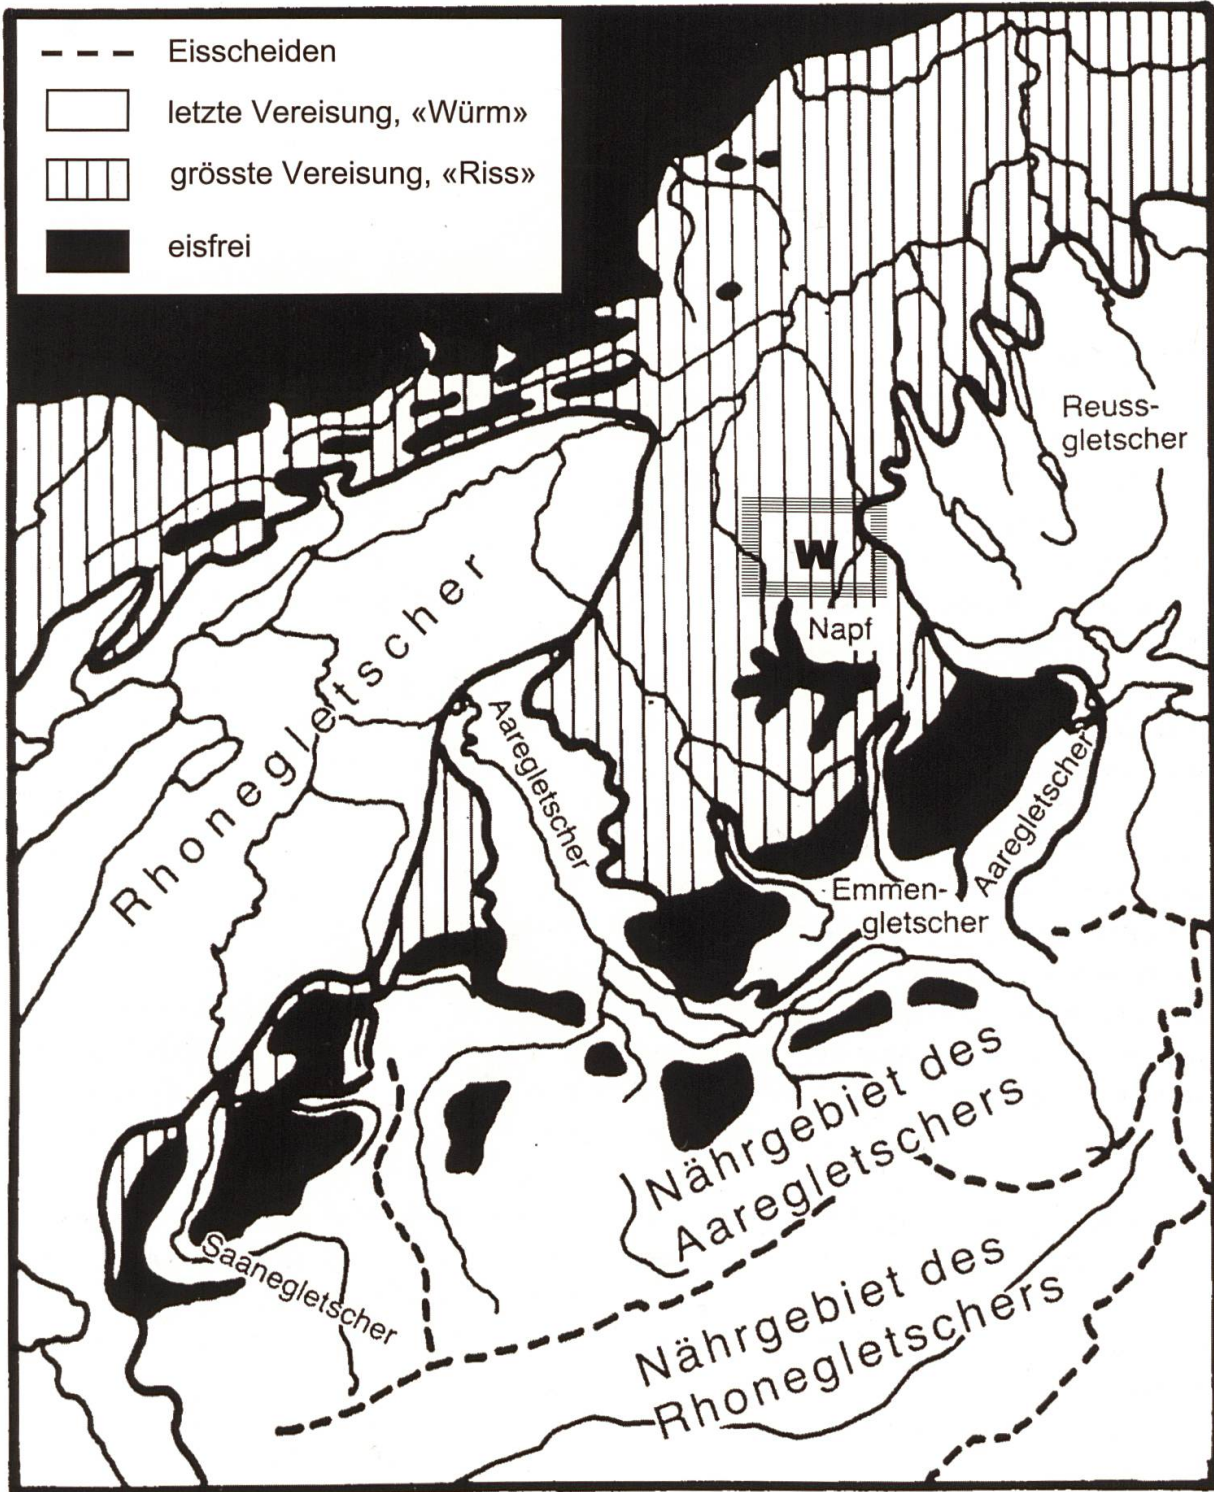 Eisscheiden
letzte Vereisung, «Würm»
grösste Vereisung, «Riss»
eisfrei
Reuss-
gletscher
W
Napf
Rhonegletscher
Aaregletscher
Aaregletscher
Emmen-
gletscher
Nährgebiet des
Aaregletschers
Saanegletscher
Nährgebiet des
Rhonegletschers